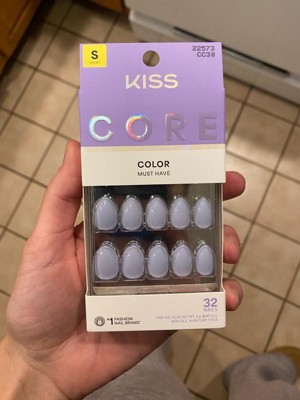 S
22573
CC38
KISS
CORE
COLOR
MUST HAVE
32
NAILS
#1 FASHION
NAIL BRAND*